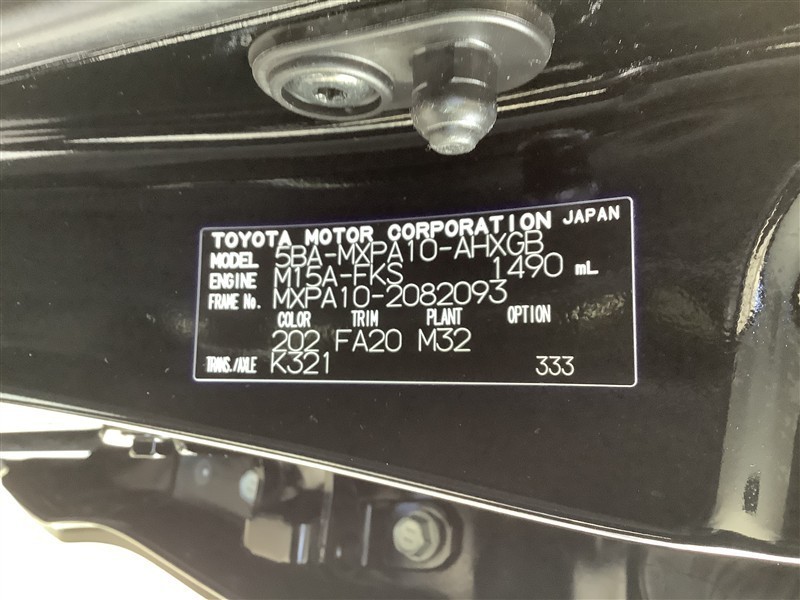 TOYOTA MOTOR CORPORATION JAPAN
MODEL 5BA-MXPA10-AHXGB
ENGINE M15A-FKS 1490 mL
FRAME No. MXPA10-2082093
COLOR TRIM PLANT OPTION
202 FA20 M32
TRANS./AXLE K321 333